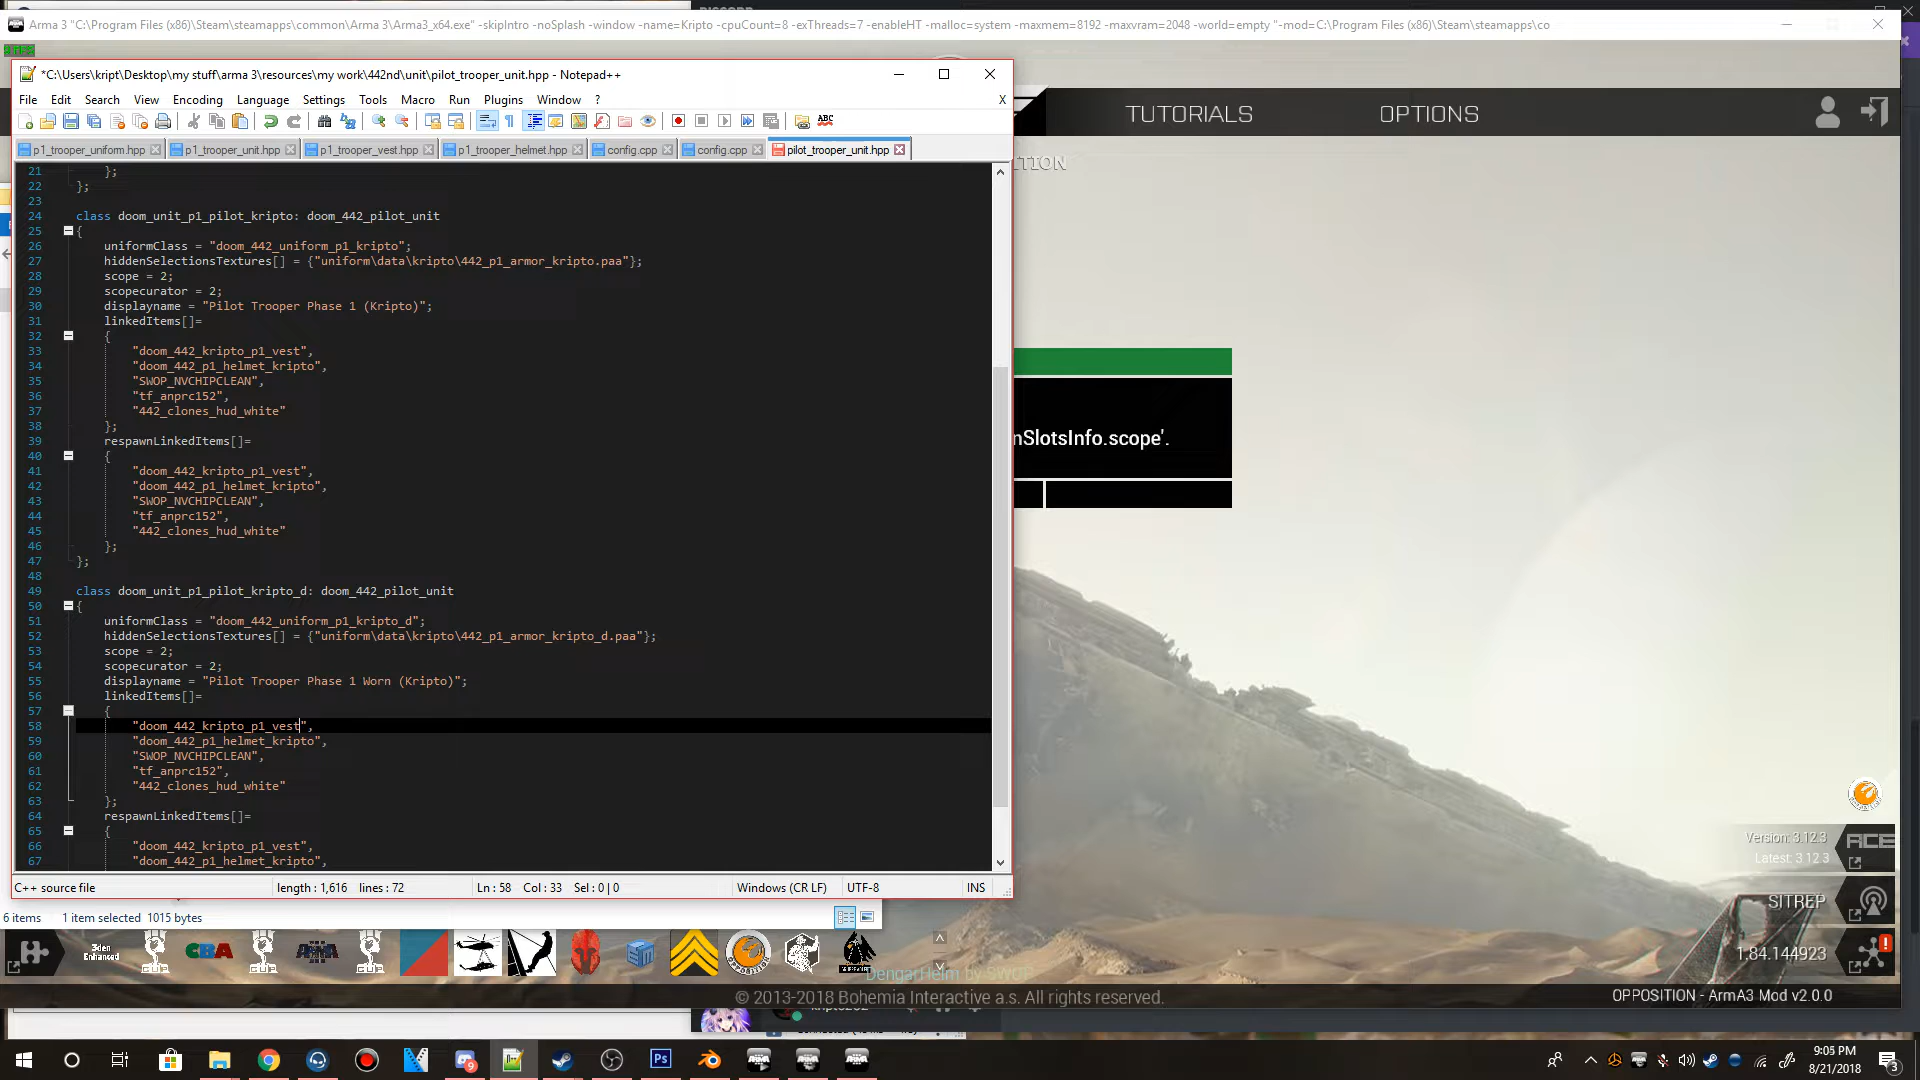 DISCORD
Arma 3 "C:\Program Files (x86)\Steam\steamapps\common\Arma 3\Arma3_x64.exe" -skipIntro -noSplash -window -name=Kripto -cpuCount=8 -exThreads=7 -enableHT -malloc=system -maxmem=8192 -maxvram=2048 -world=empty "-mod=C:\Program Files (x86)\Steam\steamapps\co
*C:\Users\kript\Desktop\my stuff\arma 3\resources\my work\442nd\unit\pilot_trooper_unit.hpp - Notepad++
File Edit Search View Encoding Language Settings Tools Macro Run Plugins Window ? X
TUTORIALS OPTIONS
p1_trooper_uniform.hpp p1_trooper_unit.hpp p1_trooper_vest.hpp p1_trooper_helmet.hpp config.cpp config.cpp pilot_trooper_unit.hpp
21 };
22 };
23
24 class doom_unit_p1_pilot_kripto: doom_442_pilot_unit
25 {
26 uniformClass = "doom_442_uniform_p1_kripto";
27 hiddenSelectionsTextures[] = {"uniform\data\kripto\442_p1_armor_kripto.paa"};
28 scope = 2;
29 scopecurator = 2;
30 displayname = "Pilot Trooper Phase 1 (Kripto)";
31 linkedItems[]=
32 {
33 "doom_442_kripto_p1_vest",
34 "doom_442_p1_helmet_kripto",
35 "SWOP_NVCHIPCLEAN",
36 "tf_anprc152",
37 "442_clones_hud_white"
38 };
39 respawnLinkedItems[]=
40 {
41 "doom_442_kripto_p1_vest",
42 "doom_442_p1_helmet_kripto",
43 "SWOP_NVCHIPCLEAN",
44 "tf_anprc152",
45 "442_clones_hud_white"
46 };
47 };
48
49 class doom_unit_p1_pilot_kripto_d: doom_442_pilot_unit
50 {
51 uniformClass = "doom_442_uniform_p1_kripto_d";
52 hiddenSelectionsTextures[] = {"uniform\data\kripto\442_p1_armor_kripto_d.paa"};
53 scope = 2;
54 scopecurator = 2;
55 displayname = "Pilot Trooper Phase 1 Worn (Kripto)";
56 linkedItems[]=
57 {
58 "doom_442_kripto_p1_vest",
59 "doom_442_p1_helmet_kripto",
60 "SWOP_NVCHIPCLEAN",
61 "tf_anprc152",
62 "442_clones_hud_white"
63 };
64 respawnLinkedItems[]=
65 {
66 "doom_442_kripto_p1_vest",
67 "doom_442_p1_helmet_kripto",
TION
nSlotsInfo.scope'.
C++ source file length : 1,616 lines : 72 Ln : 58 Col : 33 Sel : 0 | 0 Windows (CR LF) UTF-8 INS
6 items 1 item selected 1015 bytes
Version: 3.12.3
Latest: 3.12.3
ACE
SITREP
1.84.144923
3den Enhanced
CBA
ARMA
OPPOSITION
DengarHelm by SWOP
© 2013-2018 Bohemia Interactive a.s. All rights reserved.
OPPOSITION - ArmA3 Mod v2.0.0
Ps
9:05 PM
8/21/2018
3